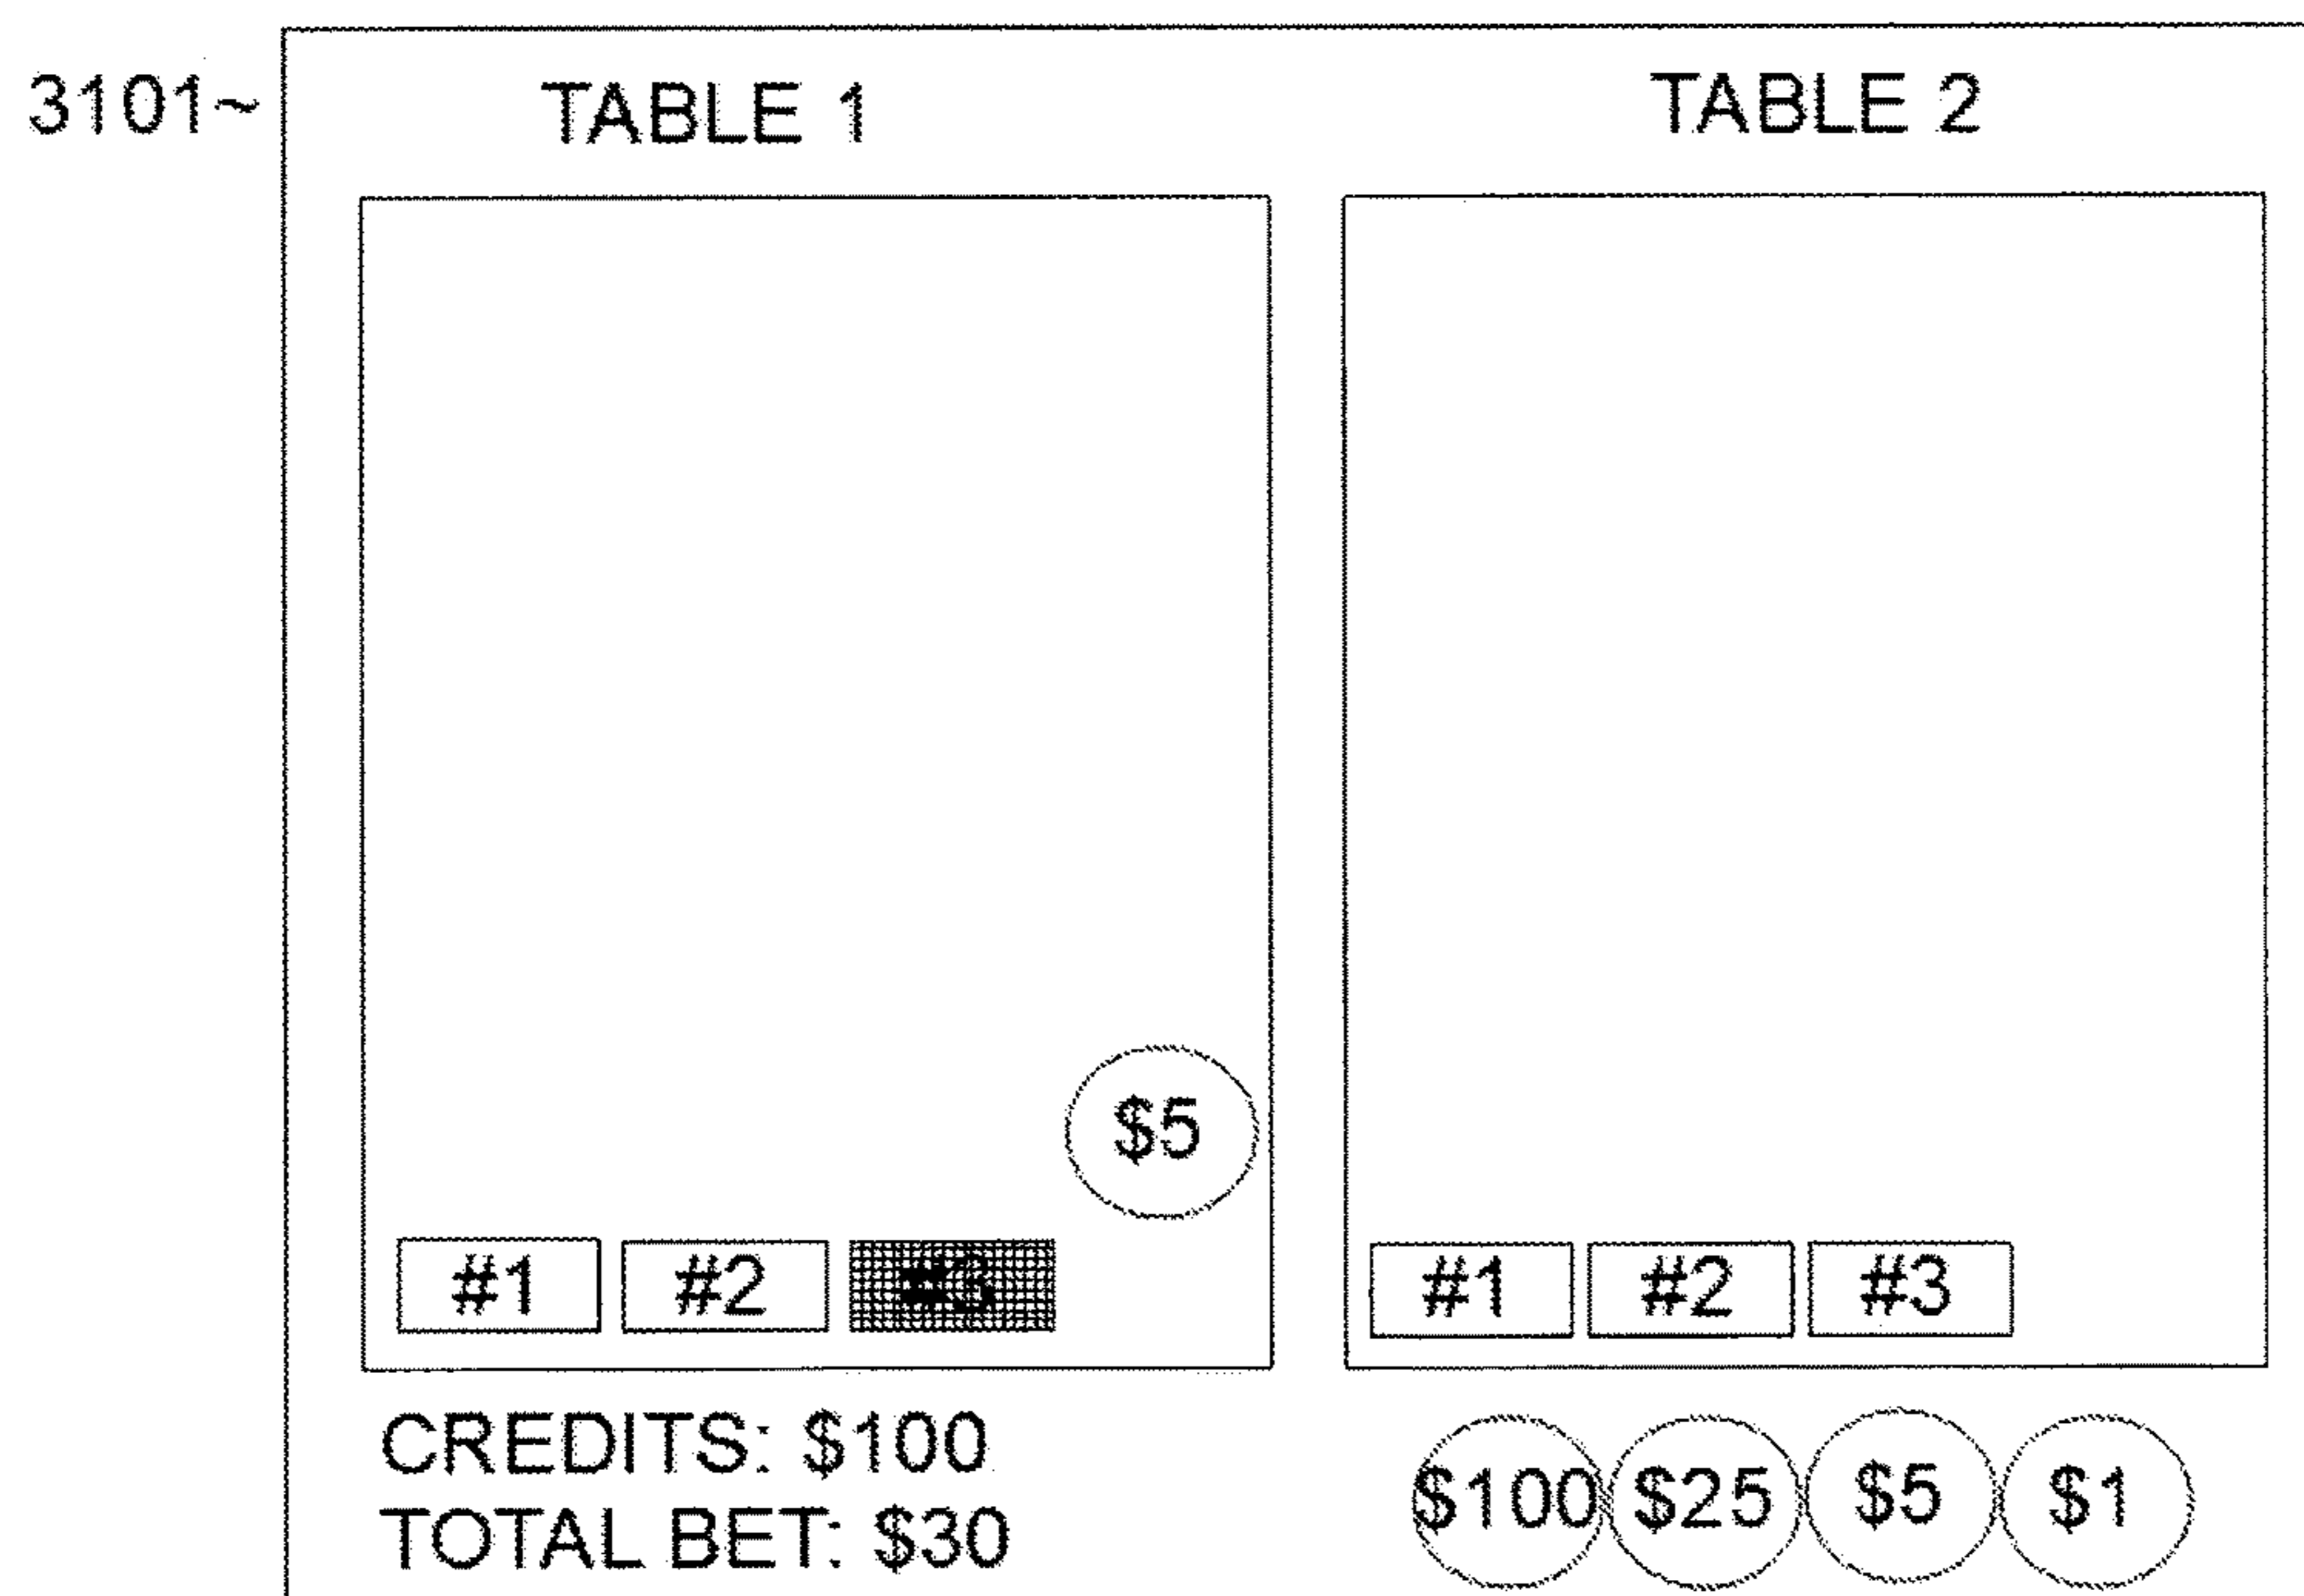 3101~
TABLE 1 TABLE 2
$5
#1 #2 #3 #1 #2 #3
CREDITS: $100
TOTAL BET: $30
$100 $25 $5 $1